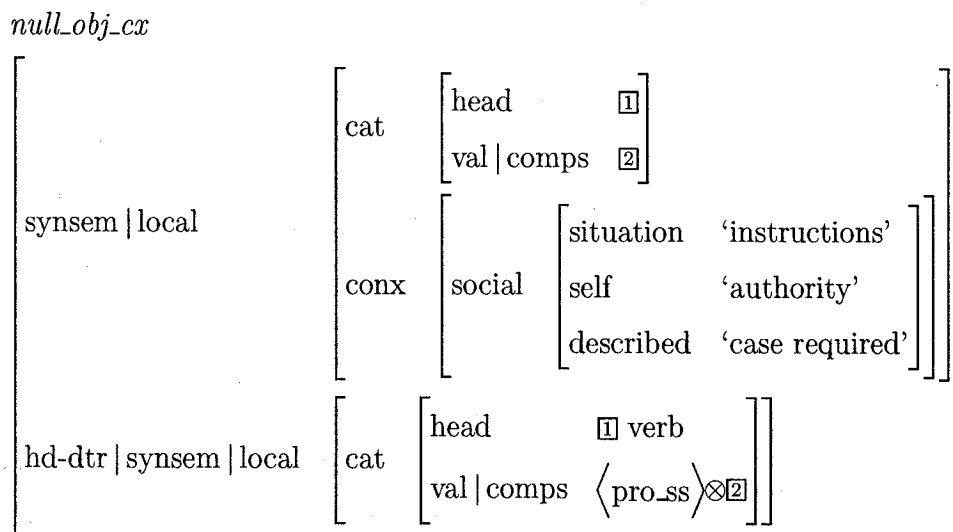 null_obj_cx
head 1
cat
val | comps 2
synsem | local
situation ‘instructions’
conx social self ‘authority’
described ‘case required’
head 1 verb
hd-dtr | synsem | local cat
val | comps ⟨pro_ss⟩⊗2